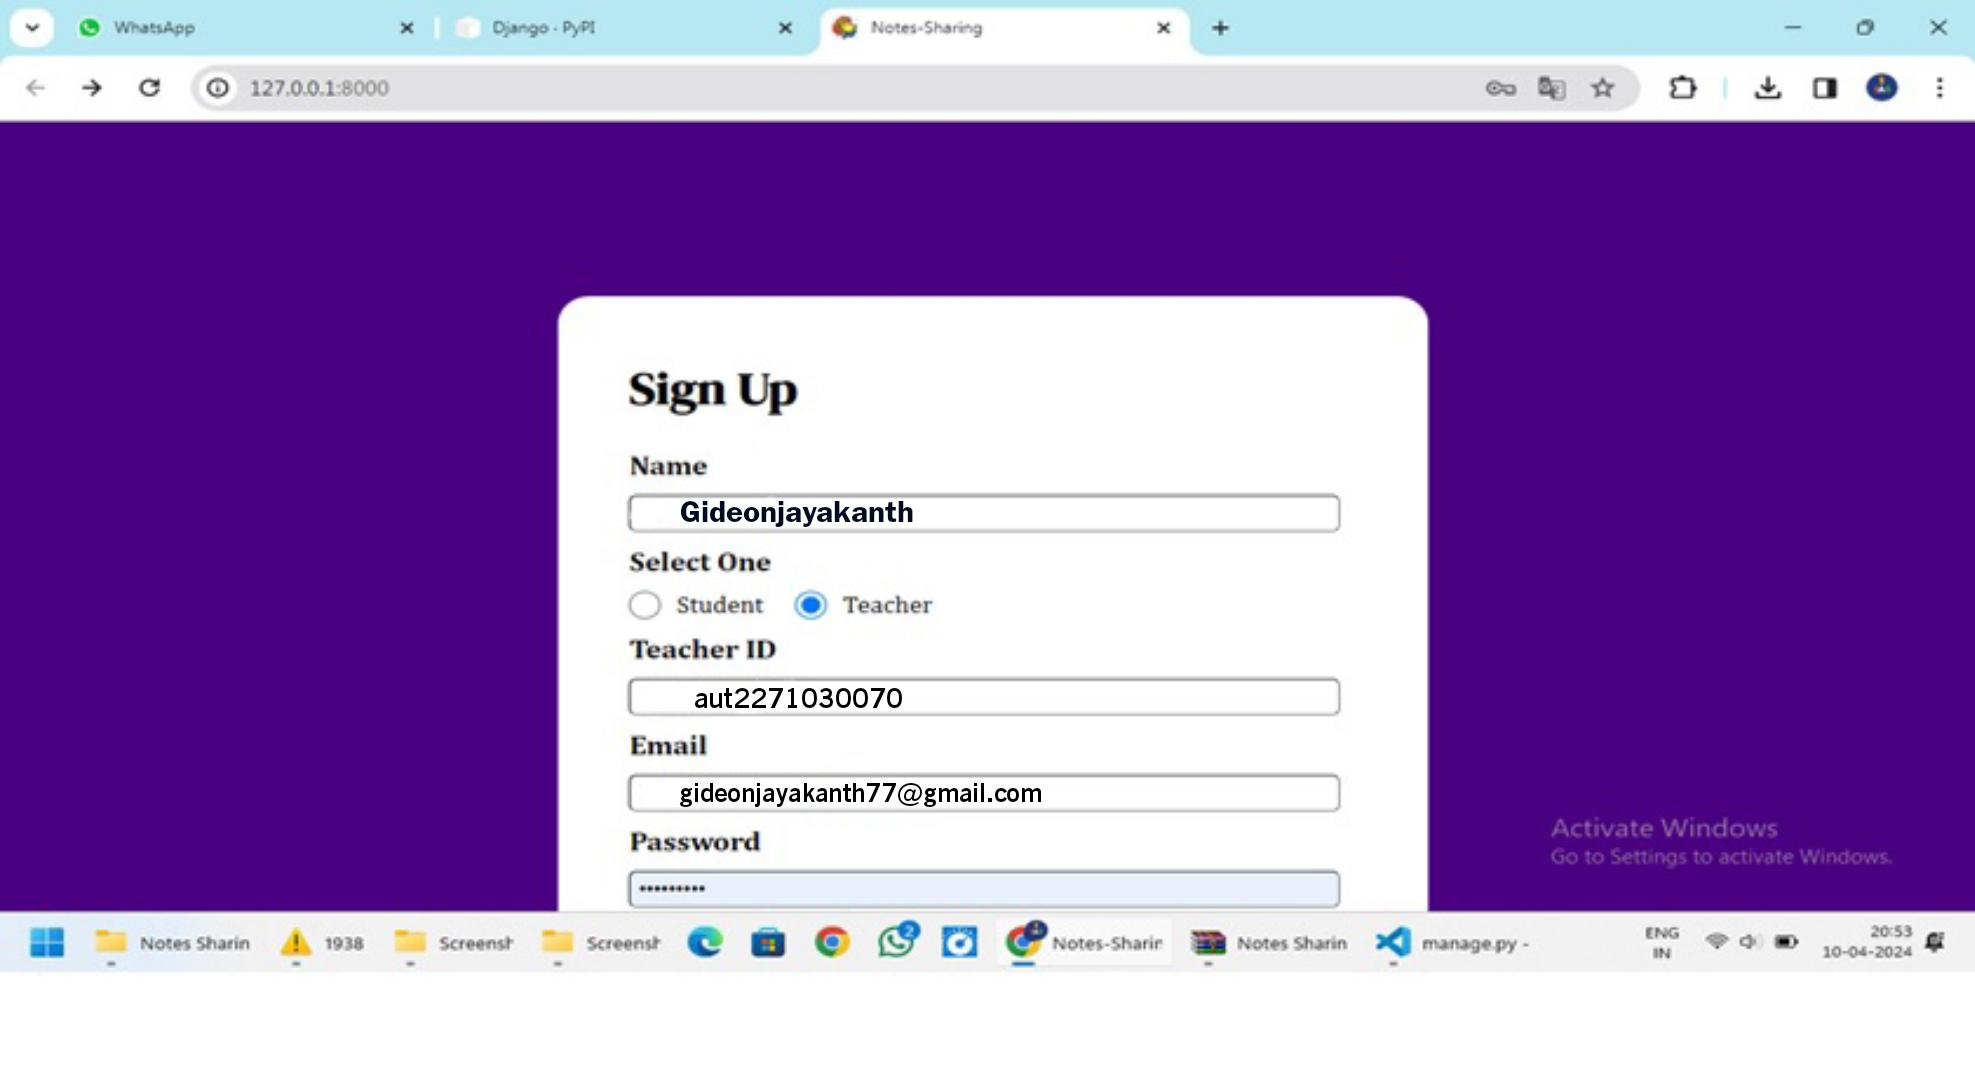 WhatsApp
Django · PyPI
Notes-Sharing
127.0.0.1:8000
Sign Up
Name
Gideonjayakanth
Select One
Student Teacher
Teacher ID
aut2271030070
Email
gideonjayakanth77@gmail.com
Password
•••••••••
Activate Windows
Go to Settings to activate Windows.
Notes Sharin
1938
Screensh
Screensh
2
Notes-Sharin
Notes Sharin
manage.py -
ENG
IN
20:53
10-04-2024